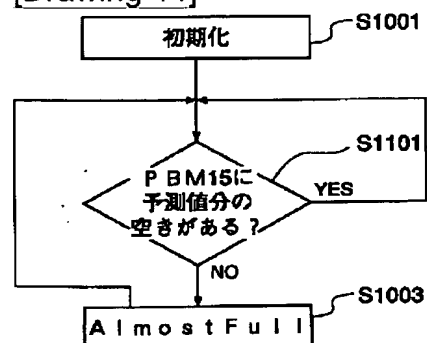 [Drawing 11]
初期化
S1001
S1101
PBM15に
予測値分の
空きがある?
YES
NO
S1003
AlmostFull